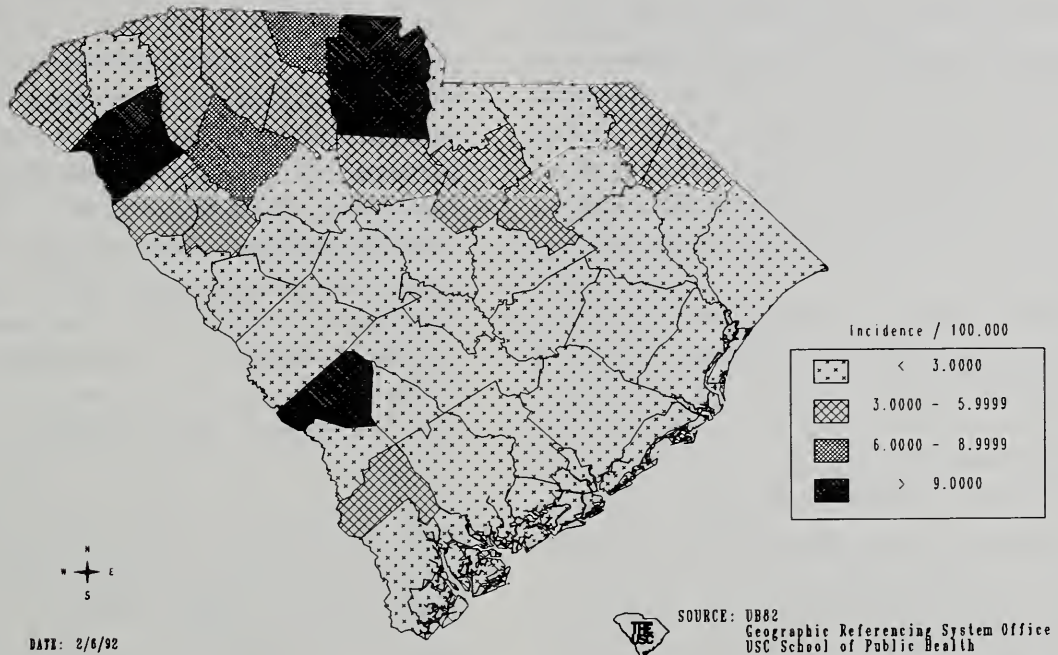 Incidence / 100,000
< 3.0000
3.0000 - 5.9999
6.0000 - 8.9999
> 9.0000
N
W E
S
DATE: 2/6/92
SOURCE: UB82
Geographic Referencing System Office
USC School of Public Health